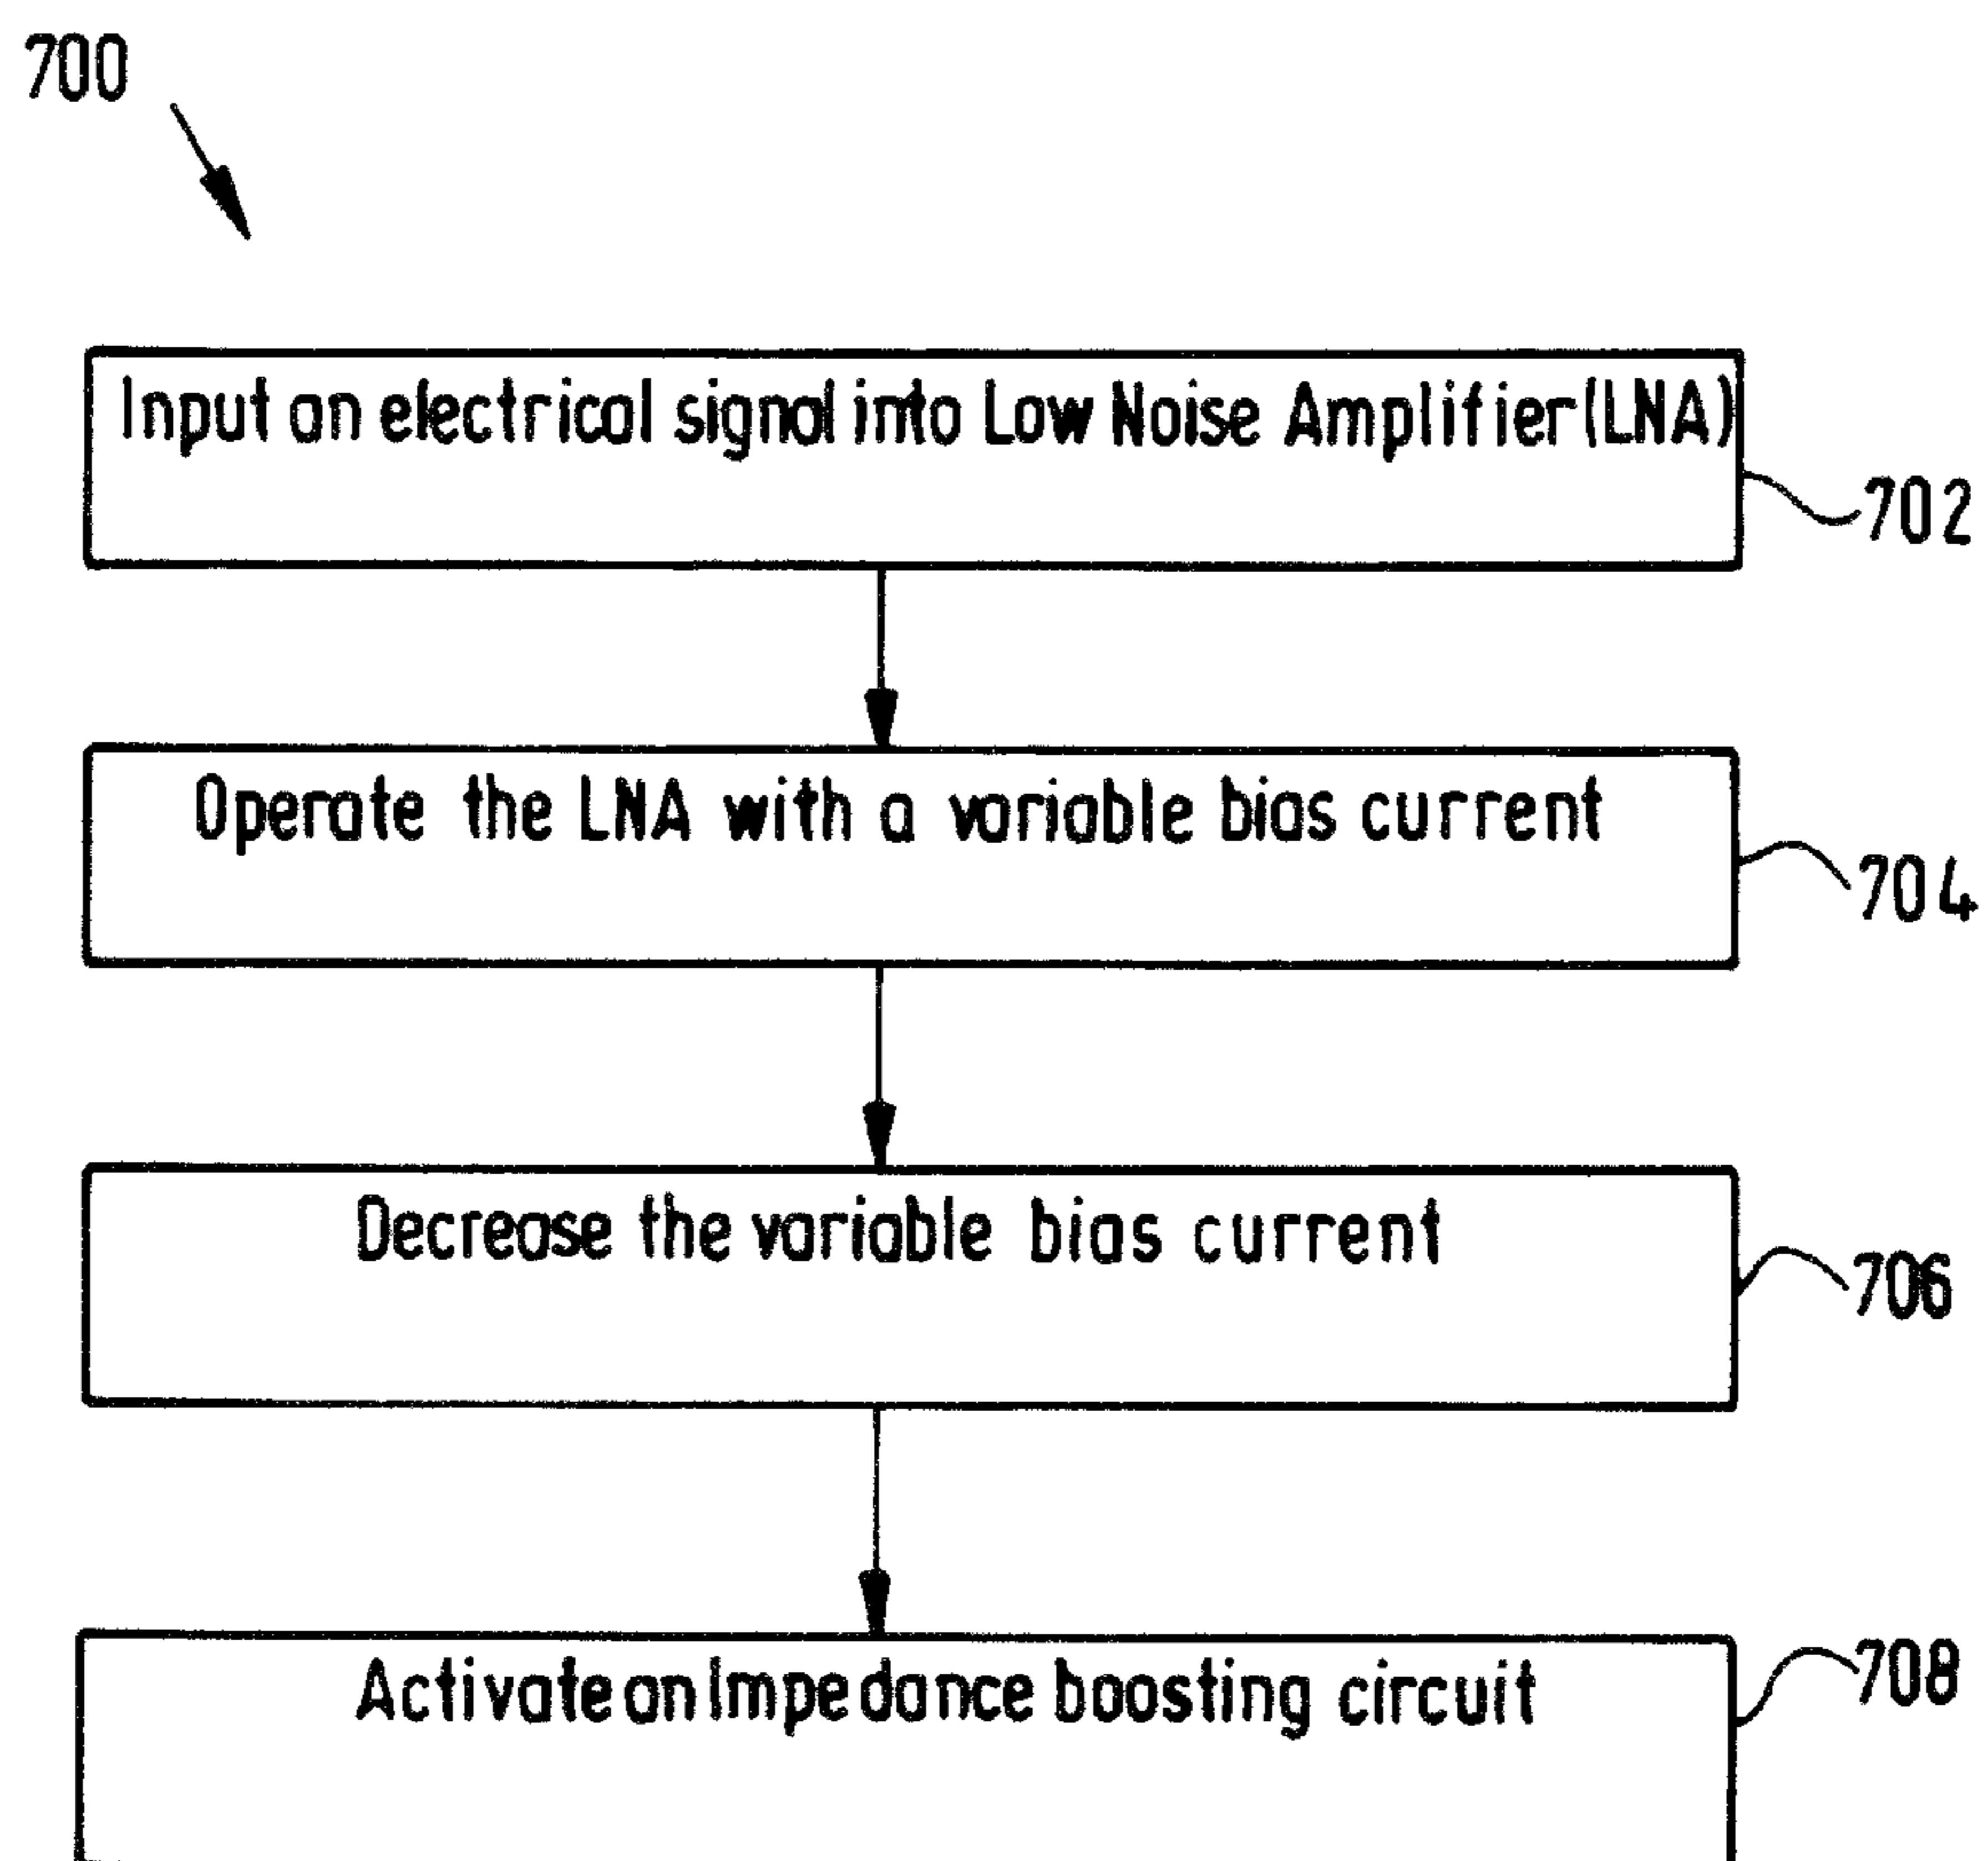 700
Input an electrical signal into Low Noise Amplifier(LNA)
702
Operate the LNA with a variable bias current
704
Decrease the variable bias current
706
Activate an Impedance boosting circuit
708